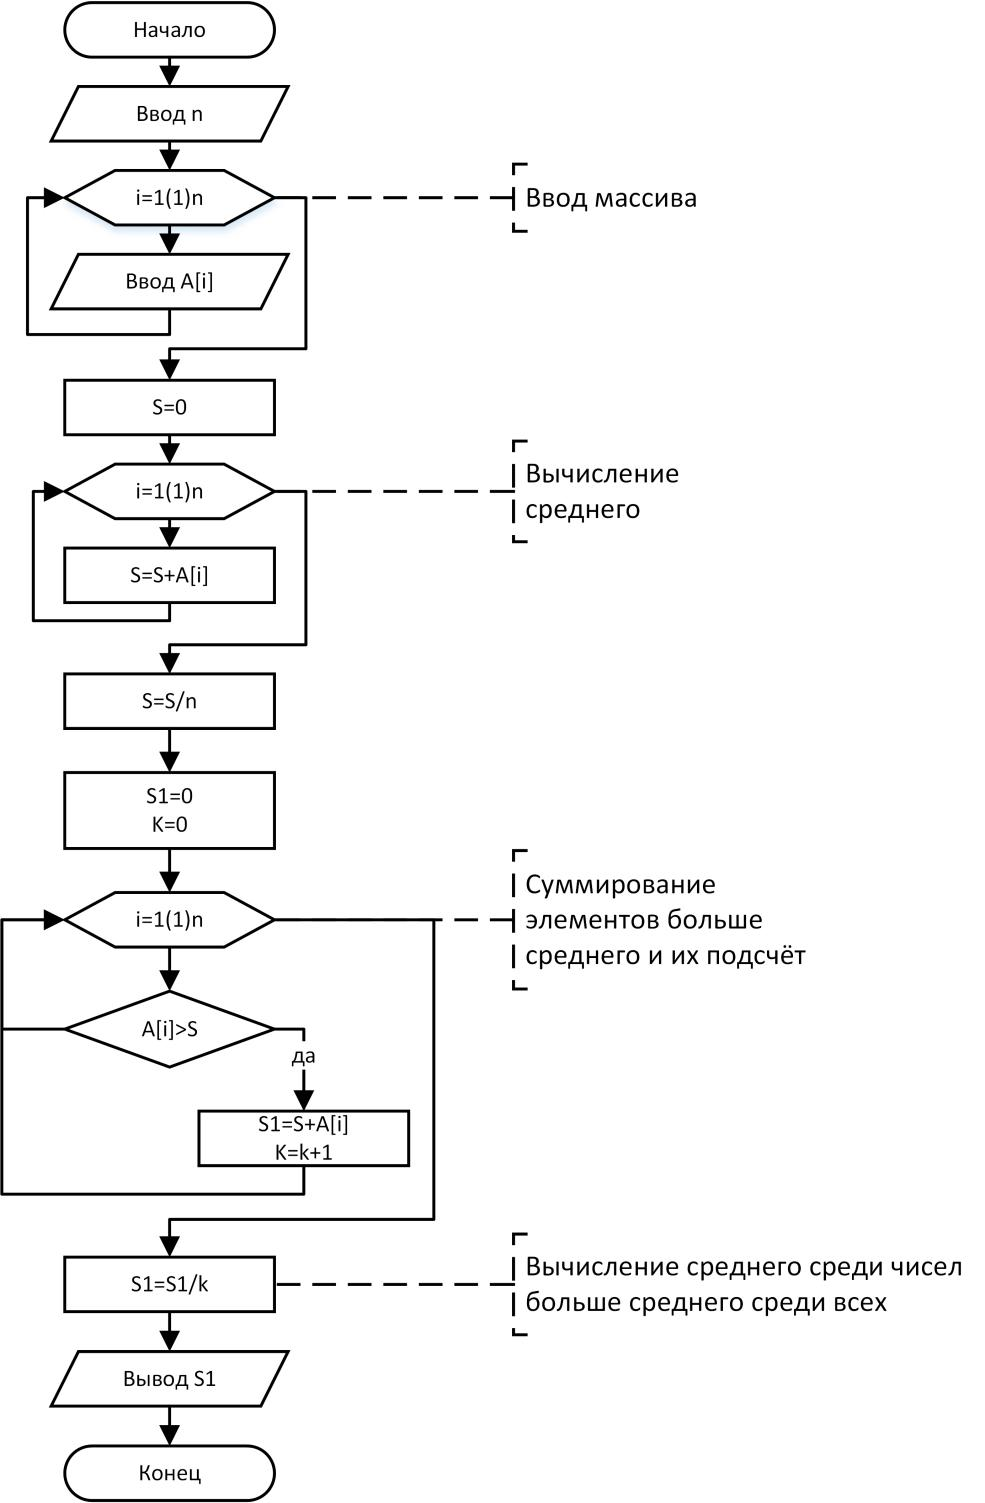 Начало
Ввод n
i=1(1)n
Ввод массива
Ввод A[i]
S=0
i=1(1)n
Вычисление
среднего
S=S+A[i]
S=S/n
S1=0
K=0
i=1(1)n
Суммирование
элементов больше
среднего и их подсчёт
A[i]>S
да
S1=S+A[i]
K=k+1
S1=S1/k
Вычисление среднего среди чисел
больше среднего среди всех
Вывод S1
Конец